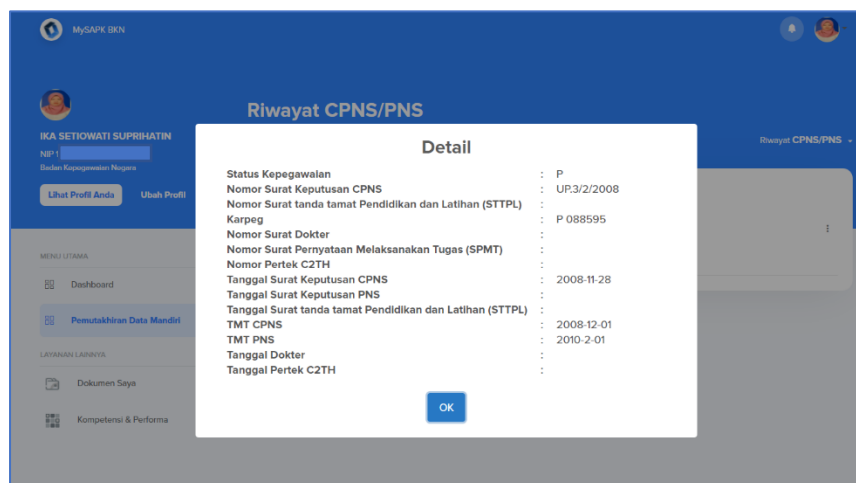 MySAPK BKN
Riwayat CPNS/PNS
IKA SETIOWATI SUPRIHATIN
NIP 1
Badan Kepegawaian Negara
Lihat Profil Anda
Ubah Profil
Riwayat CPNS/PNS
MENU UTAMA
Dashboard
Pemutakhiran Data Mandiri
LAYANAN LAINNYA
Dokumen Saya
Kompetensi & Performa
Detail
Status Kepegawaian : P
Nomor Surat Keputusan CPNS : UP.3/2/2008
Nomor Surat tanda tamat Pendidikan dan Latihan (STTPL) :
Karpeg : P 088595
Nomor Surat Dokter :
Nomor Surat Pernyataan Melaksanakan Tugas (SPMT) :
Nomor Pertek C2TH :
Tanggal Surat Keputusan CPNS : 2008-11-28
Tanggal Surat Keputusan PNS :
Tanggal Surat tanda tamat Pendidikan dan Latihan (STTPL) :
TMT CPNS : 2008-12-01
TMT PNS : 2010-2-01
Tanggal Dokter :
Tanggal Pertek C2TH :
OK